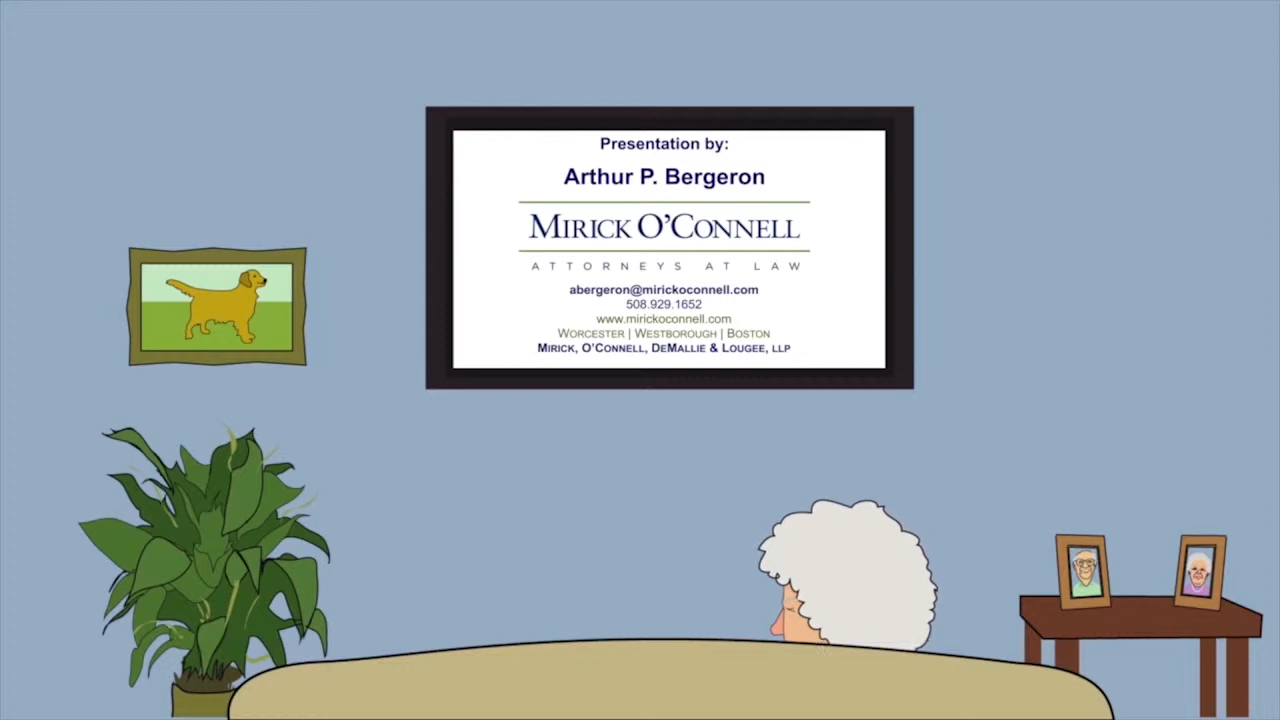 Presentation by:
Arthur P. Bergeron
MIRICK O'CONNELL
ATTORNEYS AT LAW
abergeron@mirickoconnell.com
508.929.1652
www.mirickoconnell.com
WORCESTER | WESTBOROUGH | BOSTON
MIRICK, O'CONNELL, DEMALLIE & LOUGEE, LLP